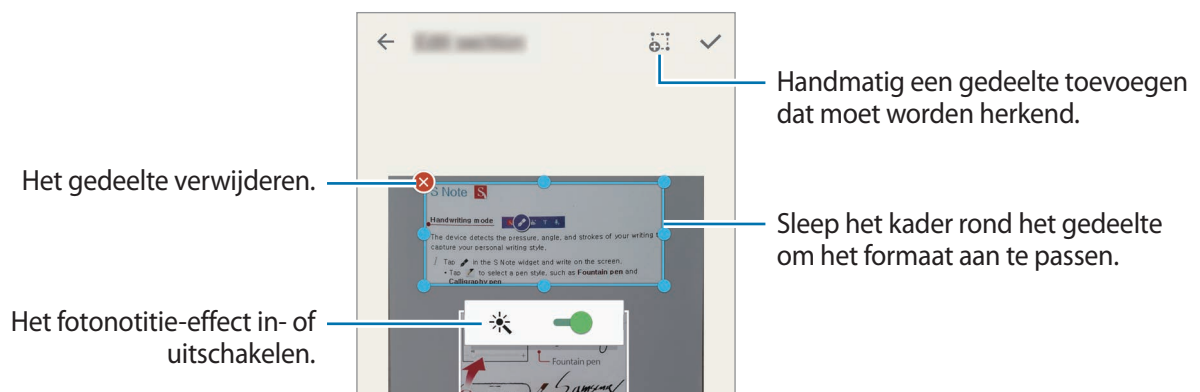 Handmatig een gedeelte toevoegen
dat moet worden herkend.
Het gedeelte verwijderen.
S Note
Handwriting mode
The device detects the pressure, angle, and strokes of your writing
capture your personal writing style.
Tap in the S Note widget and write on the screen.
• Tap to select a pen style, such as Fountain pen and
Calligraphy pen
Sleep het kader rond het gedeelte
om het formaat aan te passen.
Het fotonotitie-effect in- of
uitschakelen.
Fountain pen
Samsung